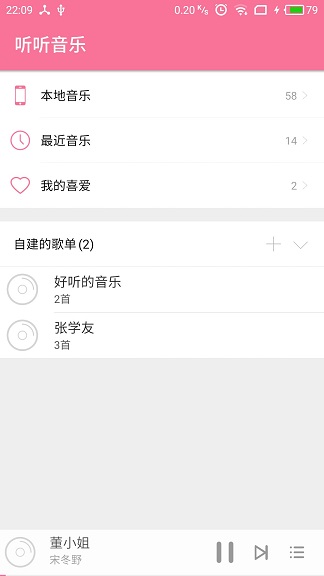 22:09 0.20 K/s 79
听听音乐
本地音乐 58
最近音乐 14
我的喜爱 2
自建的歌单(2)
好听的音乐
2首
张学友
3首
董小姐
宋冬野